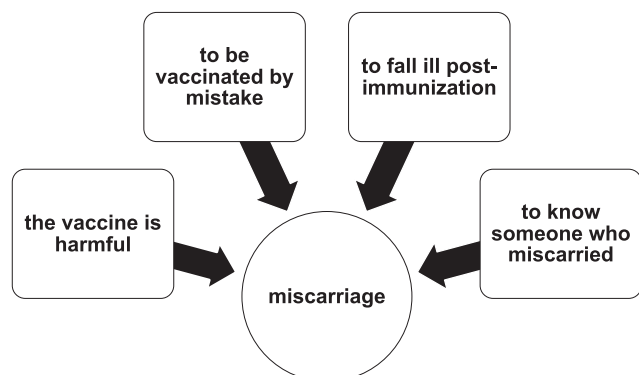 to be
vaccinated by
mistake
to fall ill post-
immunization
the vaccine is
harmful
to know
someone who
miscarried
miscarriage